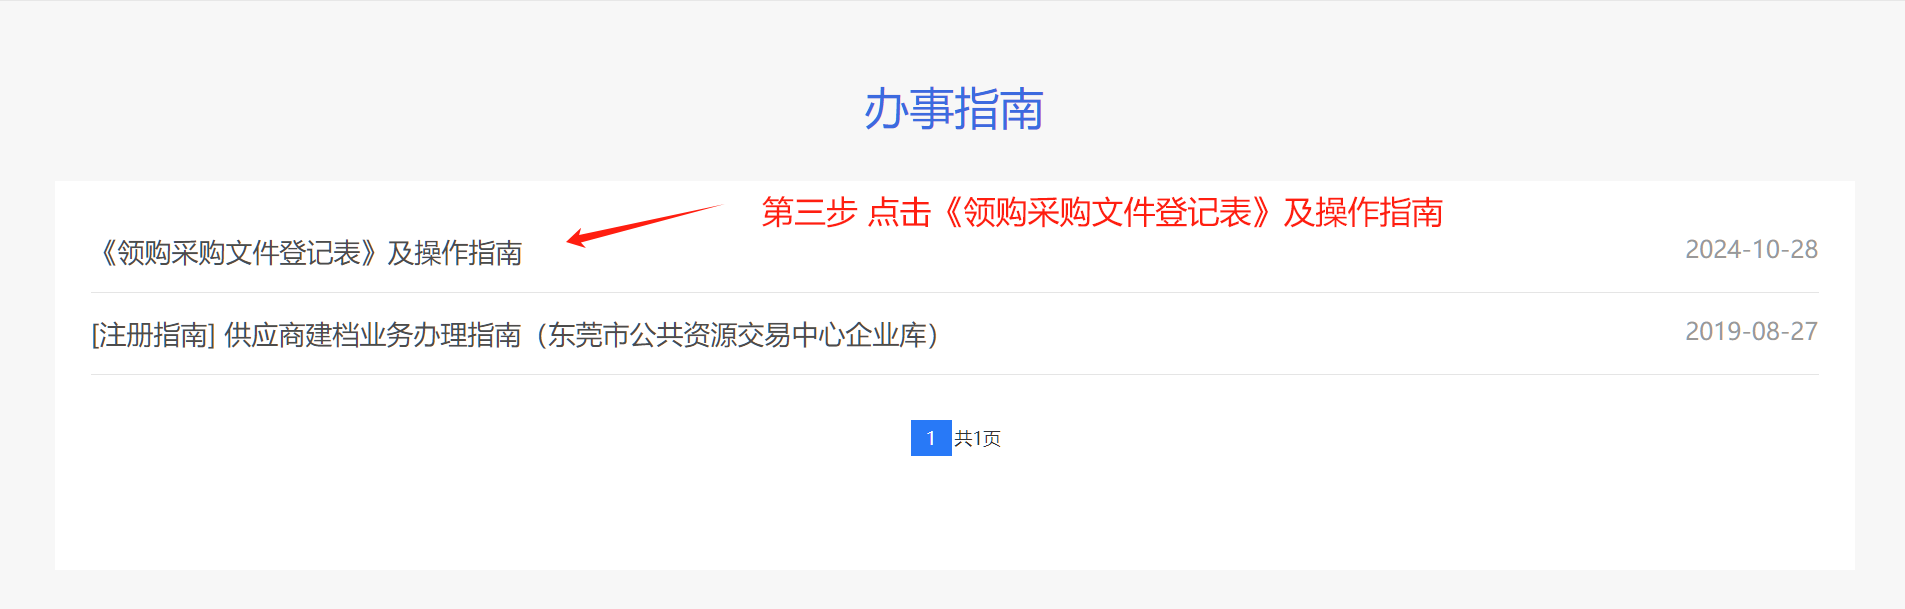 办事指南
第三步 点击《领购采购文件登记表》及操作指南
《领购采购文件登记表》及操作指南 2024-10-28
[注册指南] 供应商建档业务办理指南（东莞市公共资源交易中心企业库） 2019-08-27
1 共1页